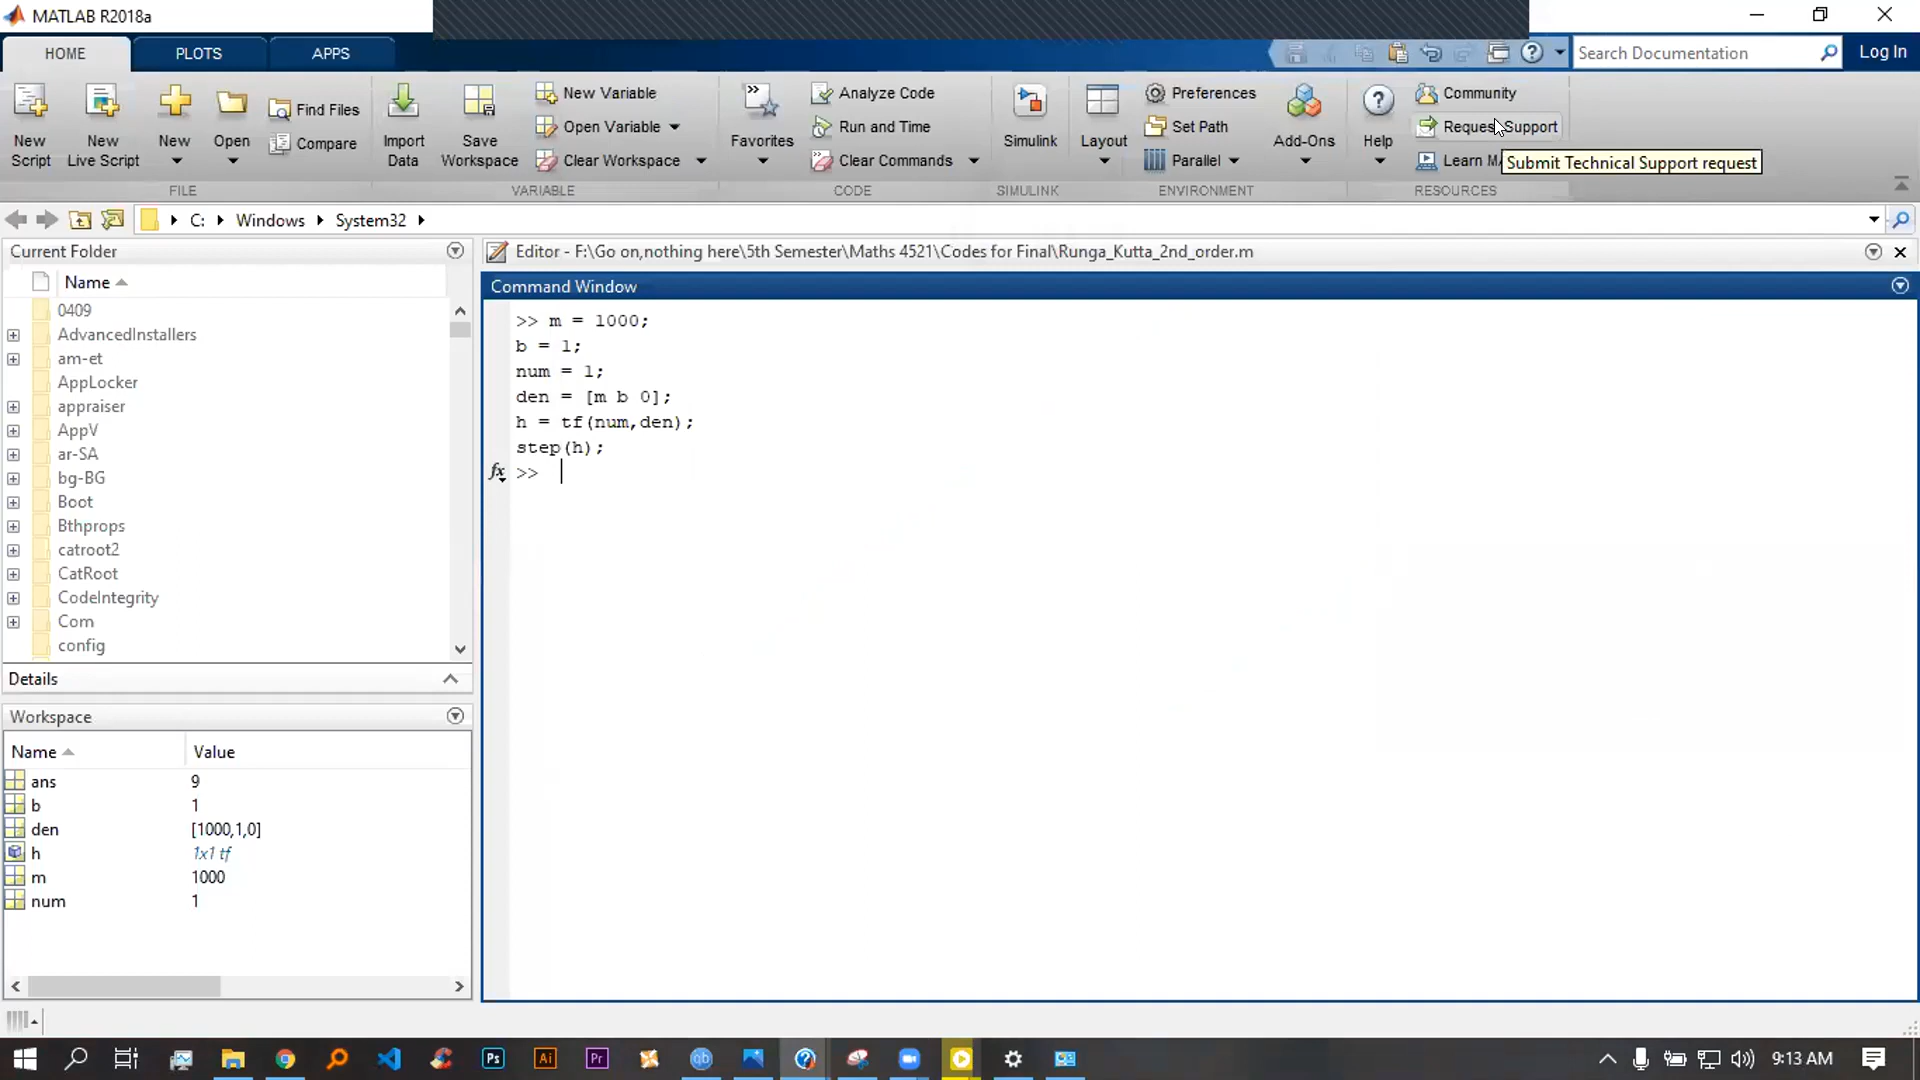 MATLAB R2018a
HOME
PLOTS
APPS
Search Documentation
Log In
New Script
New Live Script
New
Open
Find Files
Compare
Import Data
Save Workspace
New Variable
Open Variable
Clear Workspace
Favorites
Analyze Code
Run and Time
Clear Commands
Simulink
Layout
Preferences
Set Path
Parallel
Add-Ons
Help
Community
Request Support
Learn M
Submit Technical Support request
FILE
VARIABLE
CODE
SIMULINK
ENVIRONMENT
RESOURCES
C: Windows System32
Current Folder
Name
0409
AdvancedInstallers
am-et
AppLocker
appraiser
AppV
ar-SA
bg-BG
Boot
Bthprops
catroot2
CatRoot
CodeIntegrity
Com
config
Details
Workspace
Name Value
ans 9
b 1
den [1000,1,0]
h 1x1 tf
m 1000
num 1
Editor - F:\Go on,nothing here\5th Semester\Maths 4521\Codes for Final\Runga_Kutta_2nd_order.m
Command Window
>> m = 1000;
b = 1;
num = 1;
den = [m b 0];
h = tf(num,den);
step(h);
fx >>
Ps
Ai
Pr
qb
9:13 AM